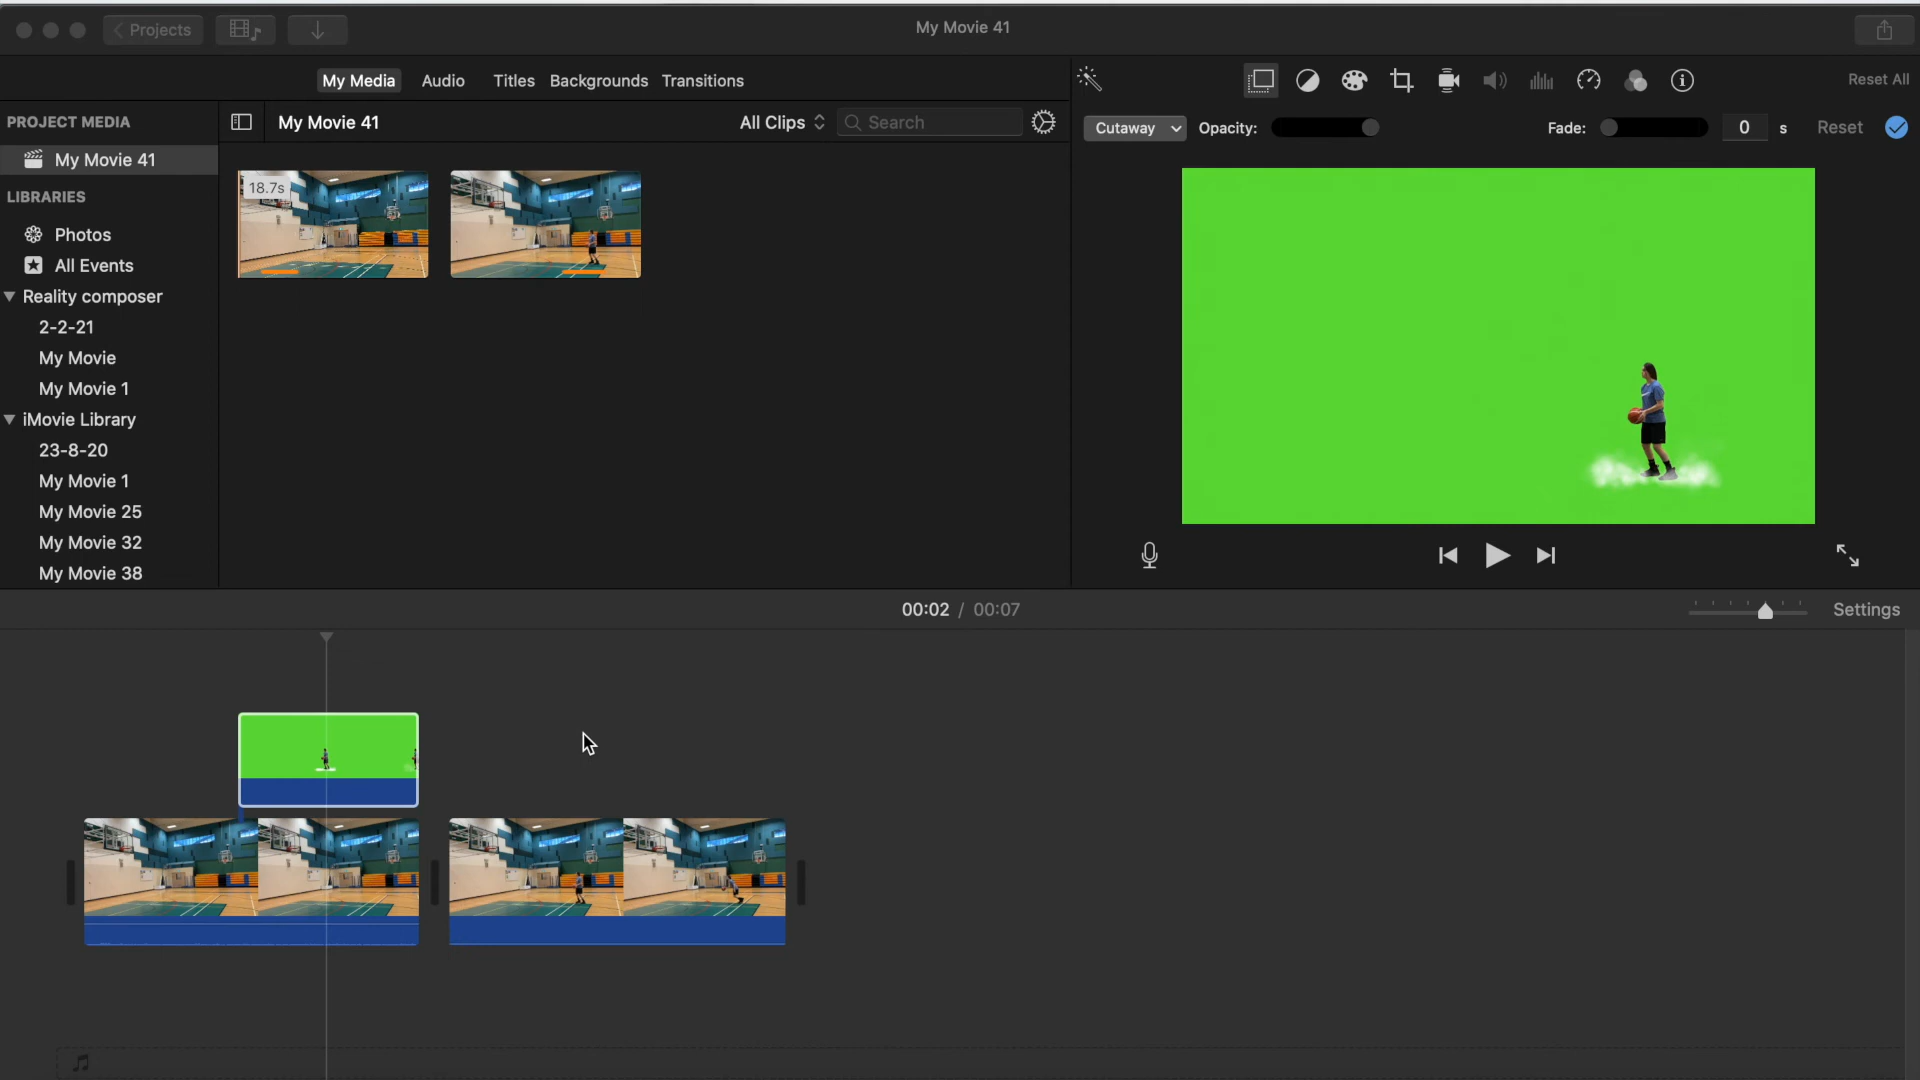 Projects
My Movie 41
My Media Audio Titles Backgrounds Transitions
Reset All
PROJECT MEDIA
My Movie 41
LIBRARIES
Photos
All Events
Reality composer
2-2-21
My Movie
My Movie 1
iMovie Library
23-8-20
My Movie 1
My Movie 25
My Movie 32
My Movie 38
My Movie 41
All Clips
Search
18.7s
Cutaway Opacity: Fade: 0 s Reset
00:02 / 00:07
Settings